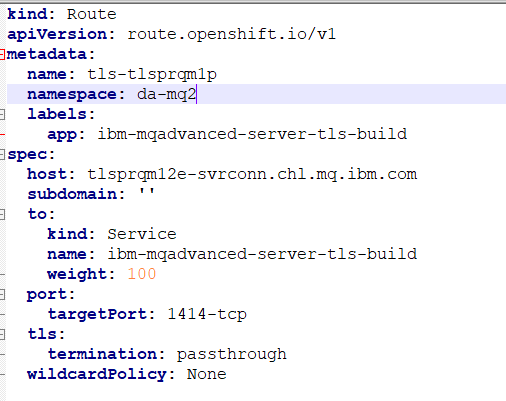 kind: Route
apiVersion: route.openshift.io/v1
metadata:
  name: tls-tlsprqm1p
  namespace: da-mq2
  labels:
    app: ibm-mqadvanced-server-tls-build
spec:
  host: tlsprqm12e-svrconn.chl.mq.ibm.com
  subdomain: ''
  to:
    kind: Service
    name: ibm-mqadvanced-server-tls-build
    weight: 100
  port:
    targetPort: 1414-tcp
  tls:
    termination: passthrough
  wildcardPolicy: None